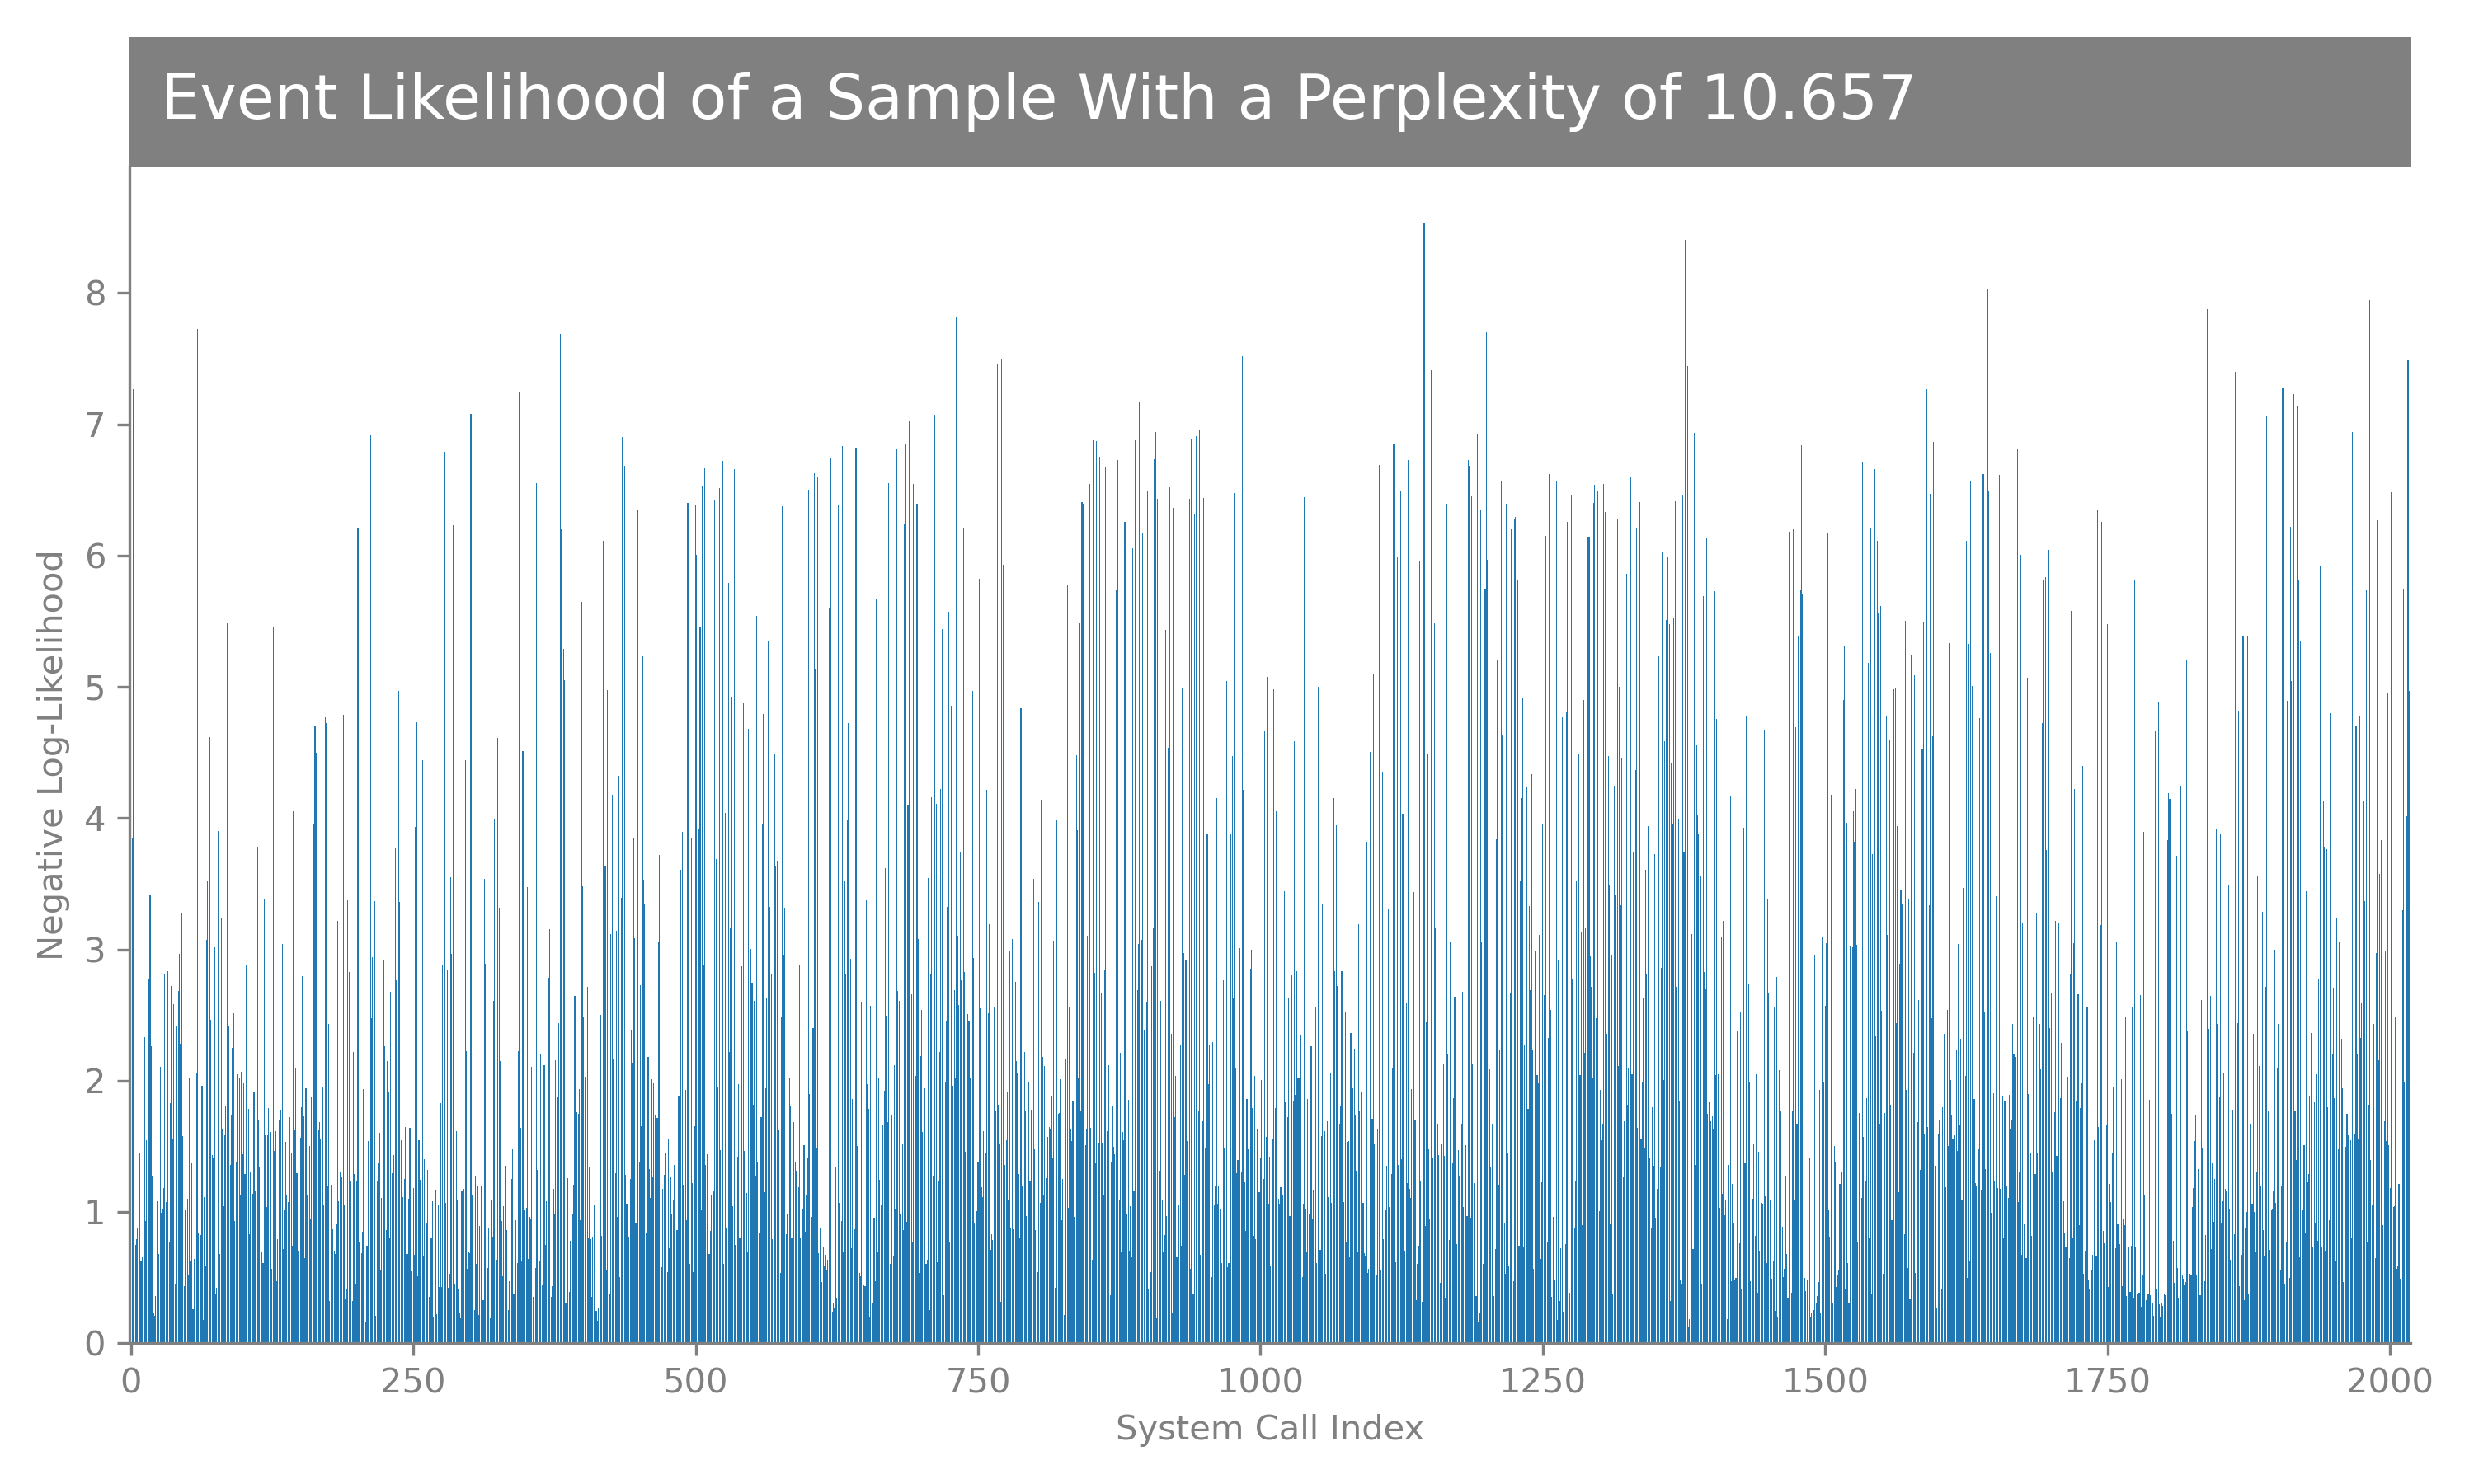 Event Likelihood of a Sample With a Perplexity of 10.657
8
7
6
5
4
3
2
1
0
Negative Log-Likelihood
0 250 500 750 1000 1250 1500 1750 2000
System Call Index